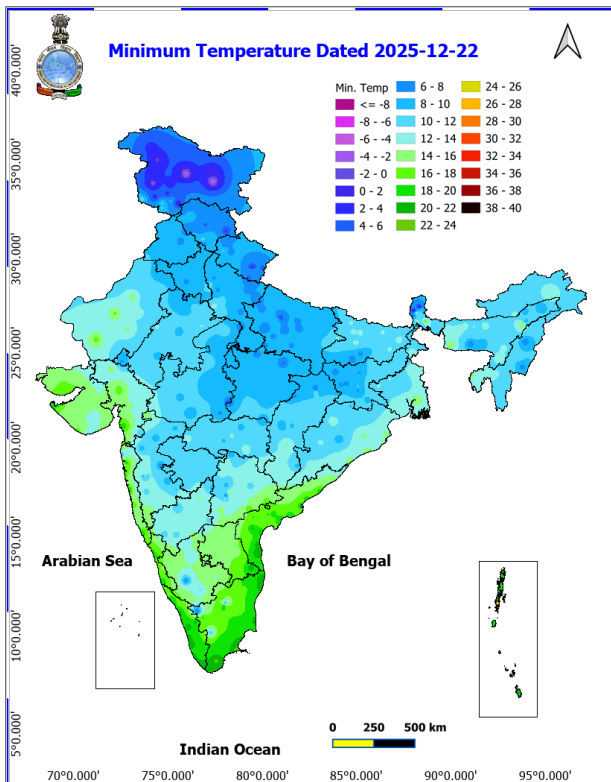 Minimum Temperature Dated 2025-12-22
Min. Temp
<= -8
-8 - -6
-6 - -4
-4 - -2
-2 - 0
0 - 2
2 - 4
4 - 6
6 - 8
8 - 10
10 - 12
12 - 14
14 - 16
16 - 18
18 - 20
20 - 22
22 - 24
24 - 26
26 - 28
28 - 30
30 - 32
32 - 34
34 - 36
36 - 38
38 - 40
40°0.000'
35°0.000'
30°0.000'
25°0.000'
20°0.000'
15°0.000'
10°0.000'
5°0.000'
Arabian Sea
Bay of Bengal
0 250 500 km
Indian Ocean
70°0.000' 75°0.000' 80°0.000' 85°0.000' 90°0.000' 95°0.000'